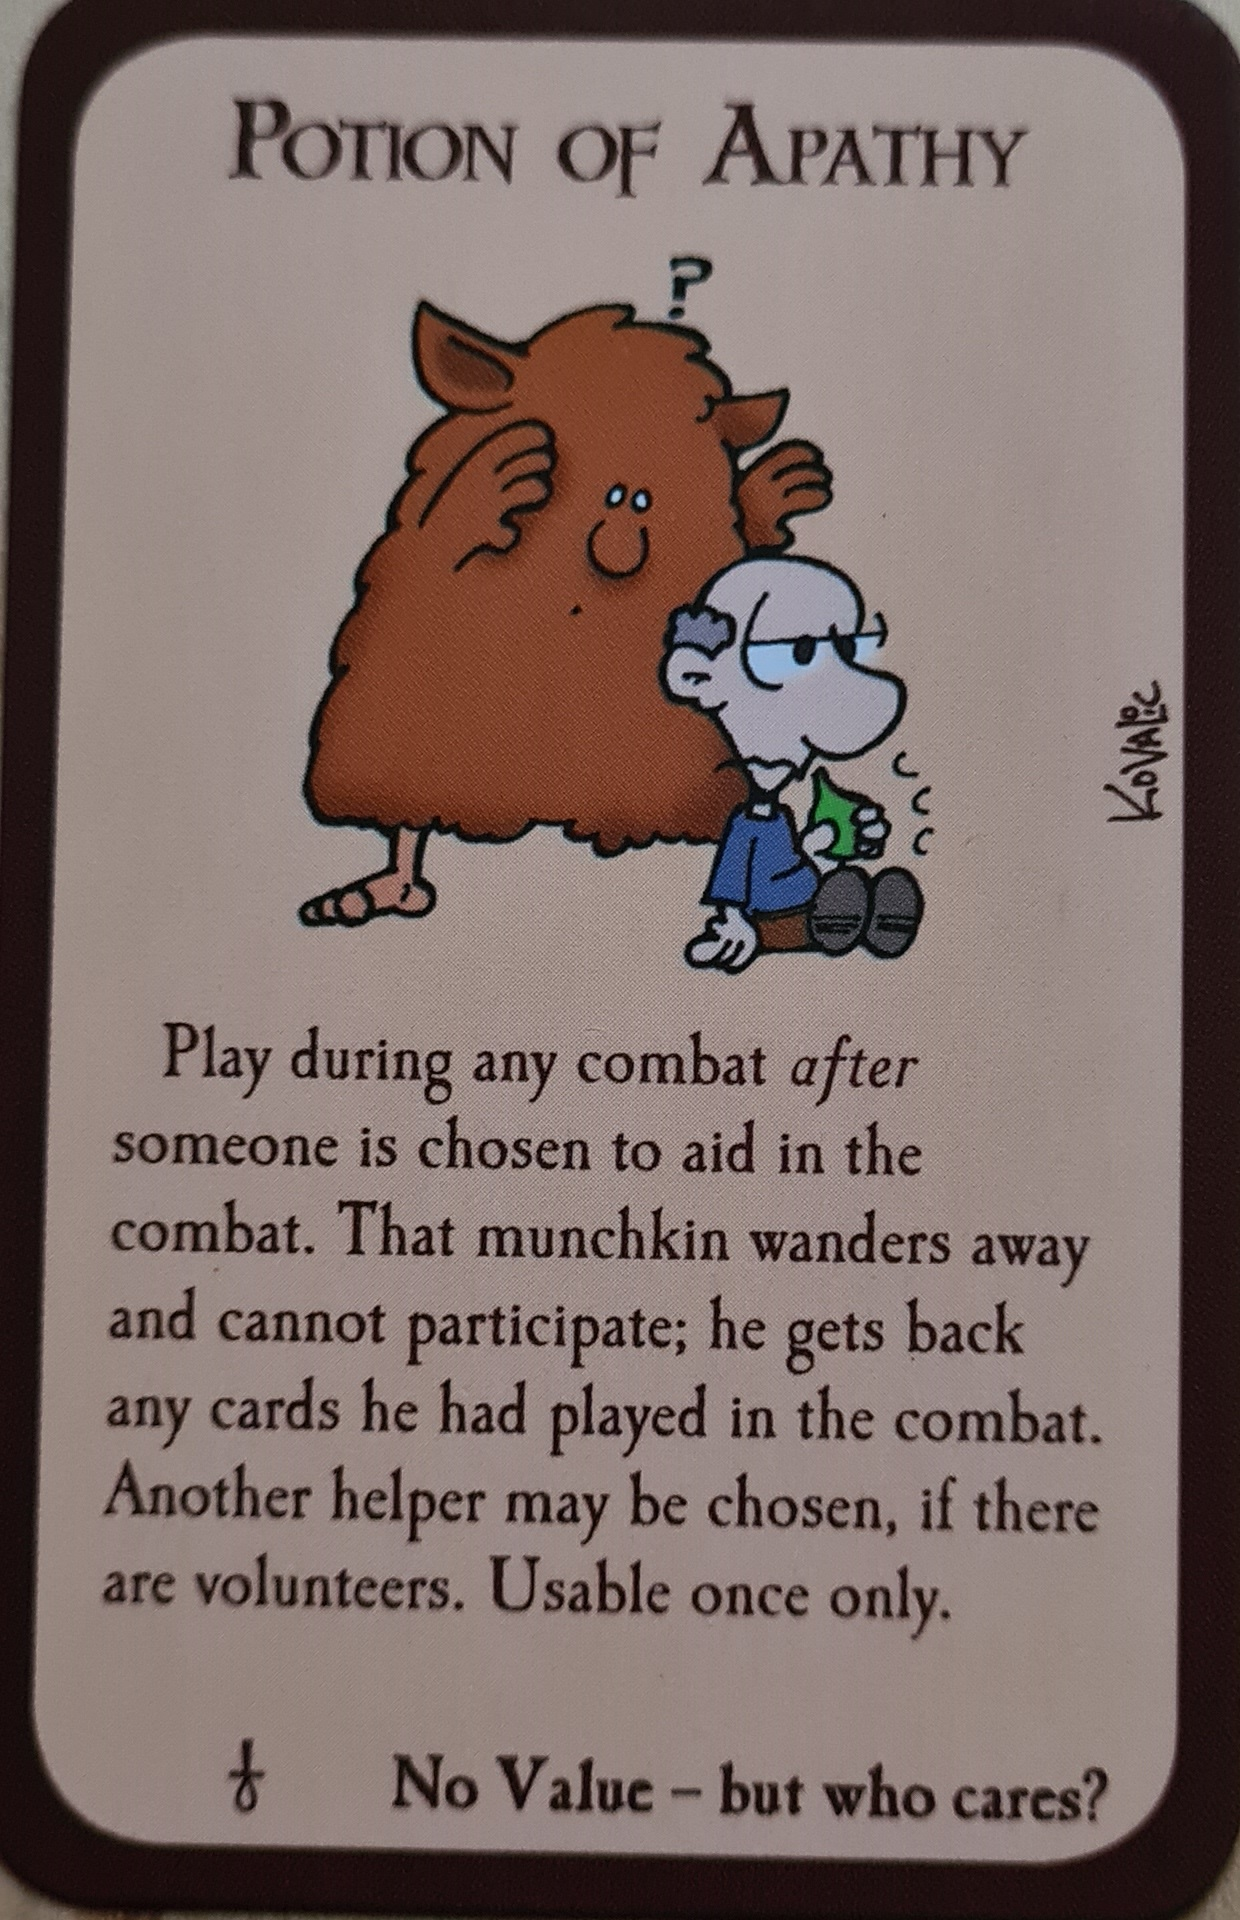 Potion of Apathy
?
Kovalic
Play during any combat after
someone is chosen to aid in the
combat. That munchkin wanders away
and cannot participate; he gets back
any cards he had played in the combat.
Another helper may be chosen, if there
are volunteers. Usable once only.
No Value – but who cares?